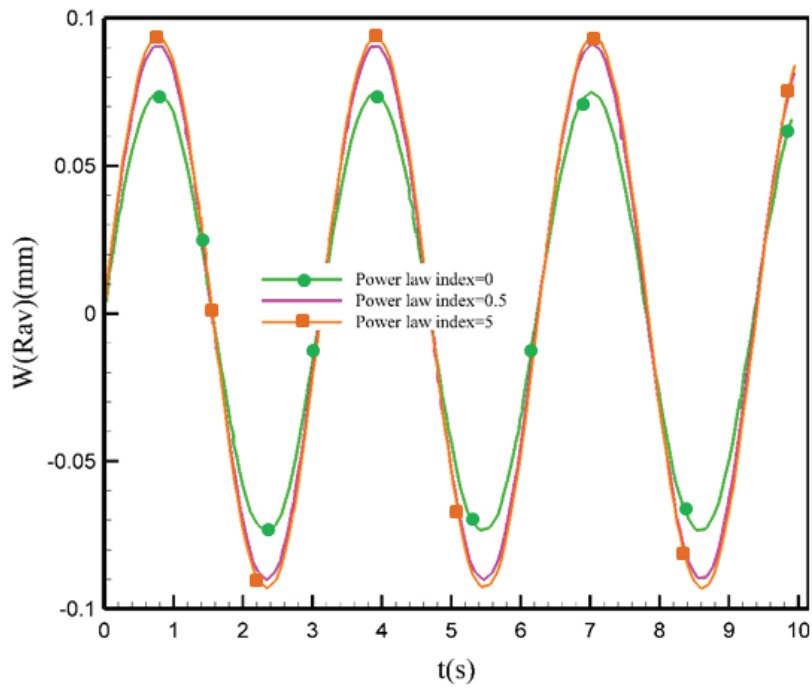 0.1
0.05
0
-0.05
-0.1
W(Rav)(mm)
Power law index=0
Power law index=0.5
Power law index=5
0 1 2 3 4 5 6 7 8 9 10
t(s)